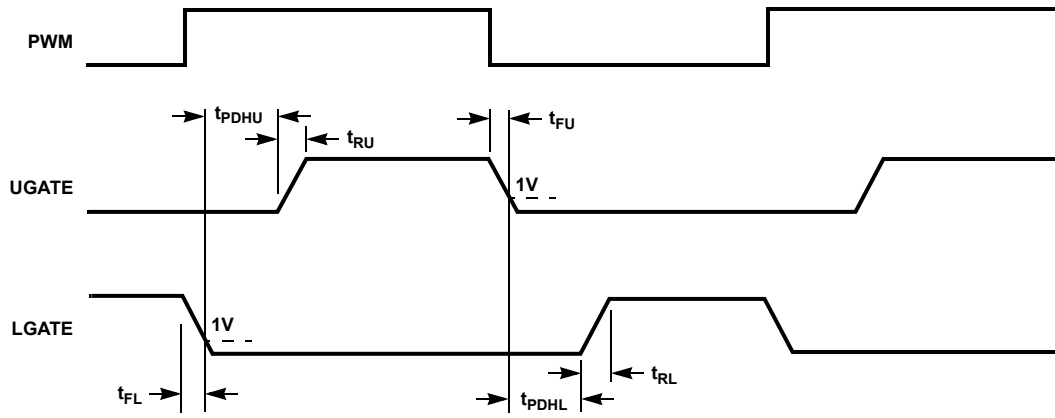 PWM
tPDHU
tRU
tFU
UGATE
1V
LGATE
1V
tFL
tRL
tPDHL